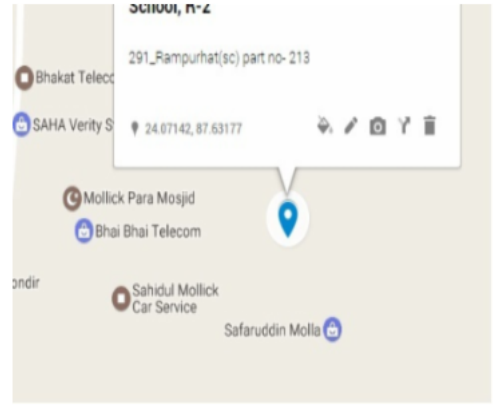 School, R-2
291_Rampurhat(sc) part no- 213
Bhakat Teleco
SAHA Verity S
24.07142, 87.63177
Mollick Para Mosjid
Bhai Bhai Telecom
ondir
Sahidul Mollick
Car Service
Safaruddin Molla